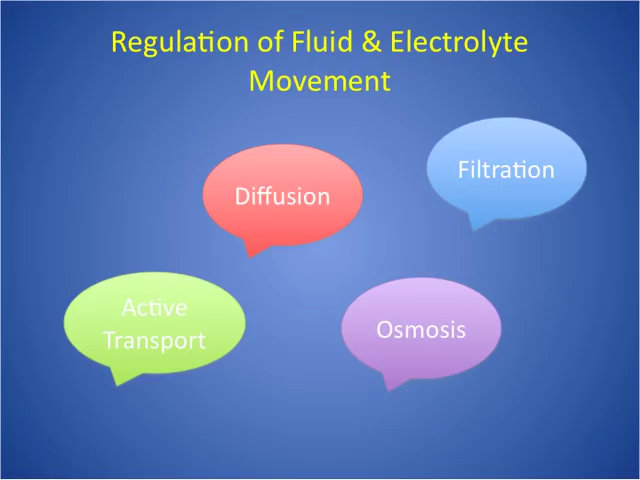 Regulation of Fluid & Electrolyte
Movement
Filtration
Diffusion
Active
Transport
Osmosis